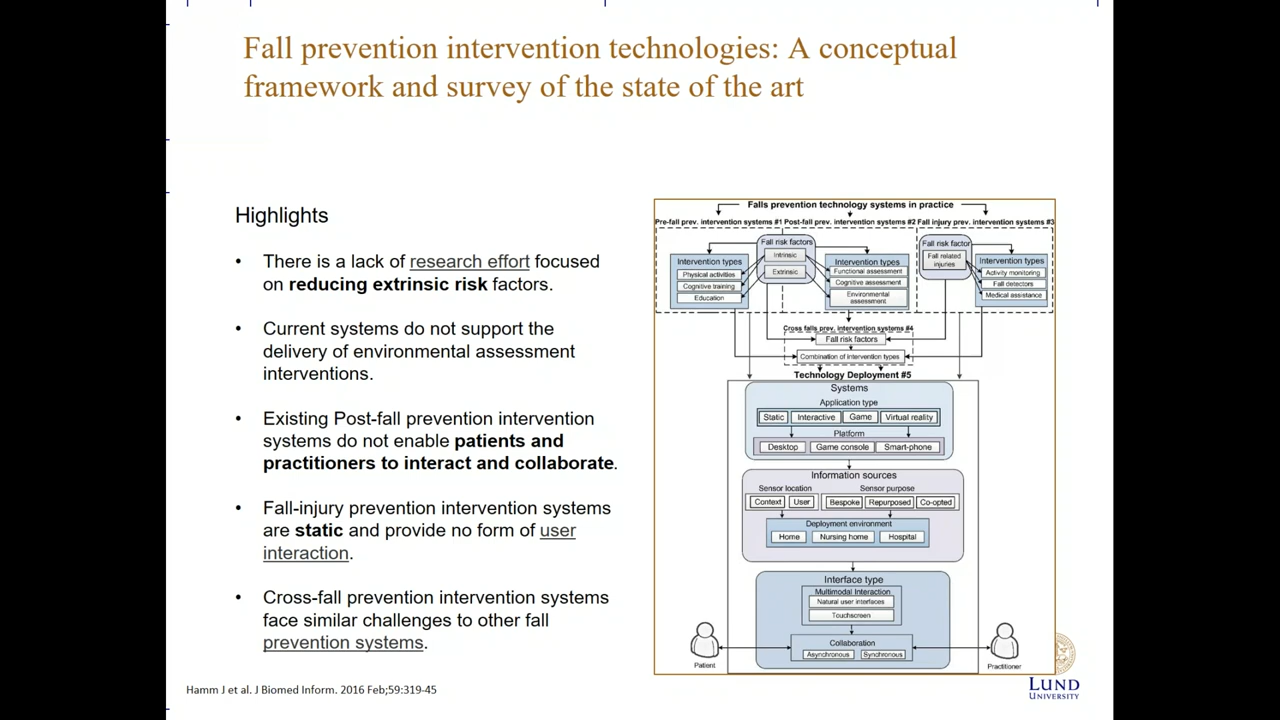 Fall prevention intervention technologies: A conceptual
framework and survey of the state of the art
Highlights
• There is a lack of research effort focused
on reducing extrinsic risk factors.
• Current systems do not support the
delivery of environmental assessment
interventions.
• Existing Post-fall prevention intervention
systems do not enable patients and
practitioners to interact and collaborate.
• Fall-injury prevention intervention systems
are static and provide no form of user
interaction.
• Cross-fall prevention intervention systems
face similar challenges to other fall
prevention systems.
Hamm J et al. J Biomed Inform. 2016 Feb;59:319-45
Falls prevention technology systems in practice
Pre-fall prev. intervention systems #1 Post-fall prev. intervention systems #2 Fall injury prev. intervention systems #3
Fall risk factors
Intrinsic
Extrinsic
Intervention types
Physical activities
Cognitive training
Education
Intervention types
Functional assessment
Cognitive assessment
Environmental
assessment
Fall risk factor
Fall related
injuries
Intervention types
Activity monitoring
Fall detectors
Medical assistance
Cross falls prev. intervention systems #4
Fall risk factors
Combination of intervention types
Technology Deployment #5
Systems
Application type
Static Interactive Game Virtual reality
Platform
Desktop Game console Smart-phone
Information sources
Sensor location Sensor purpose
Context User Bespoke Repurposed Co-opted
Deployment environment
Home Nursing home Hospital
Interface type
Multimodal Interaction
Natural user interfaces
Touchscreen
Collaboration
Asynchronous Synchronous
Patient
Practitioner
LUND
UNIVERSITY